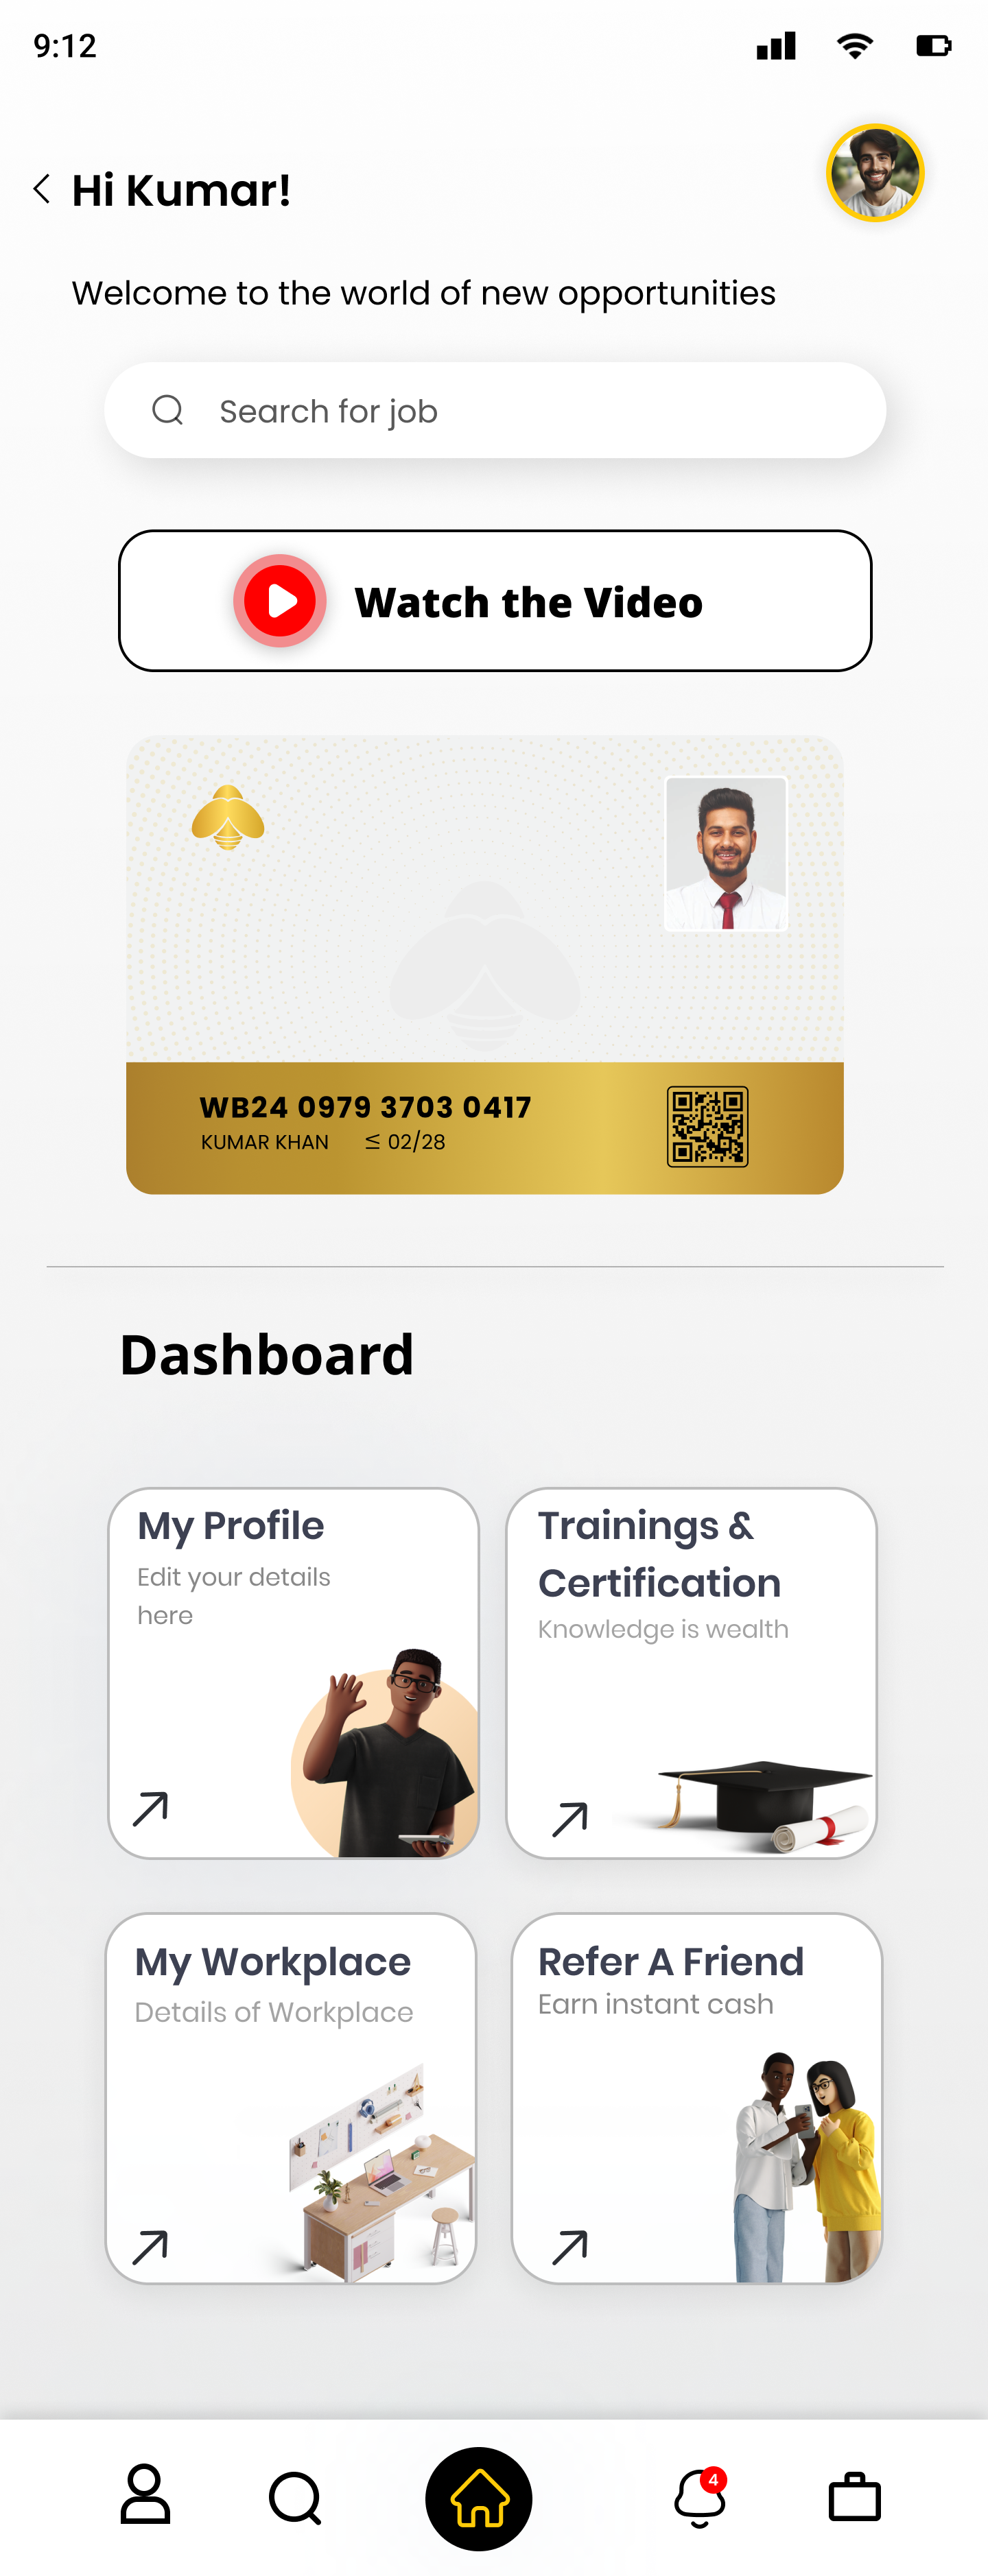 9:12
Hi Kumar!
Welcome to the world of new opportunities
Search for job
Watch the Video
WB24 0979 3703 0417
KUMAR KHAN ≤ 02/28
Dashboard
My Profile
Edit your details
here
Trainings &
Certification
Knowledge is wealth
My Workplace
Details of Workplace
Refer A Friend
Earn instant cash
4